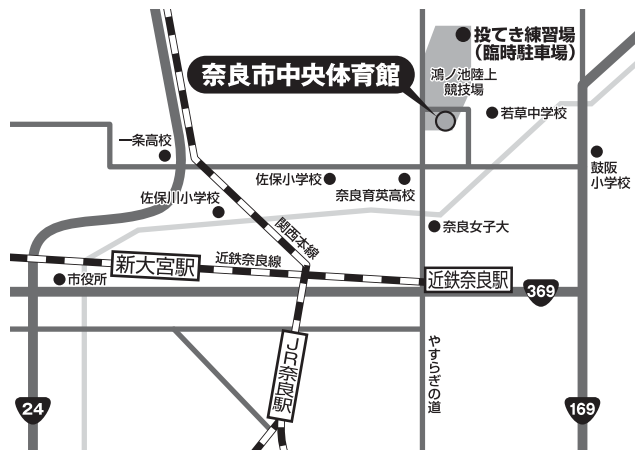 投てき練習場
（臨時駐車場）
奈良市中央体育館
鴻ノ池陸上
競技場
若草中学校
一条高校
鼓阪
小学校
佐保小学校
奈良育英高校
佐保川小学校
奈良女子大
関西本線
近鉄奈良線
新大宮駅
近鉄奈良駅
市役所
369
JR奈良駅
やすらぎの道
24
169